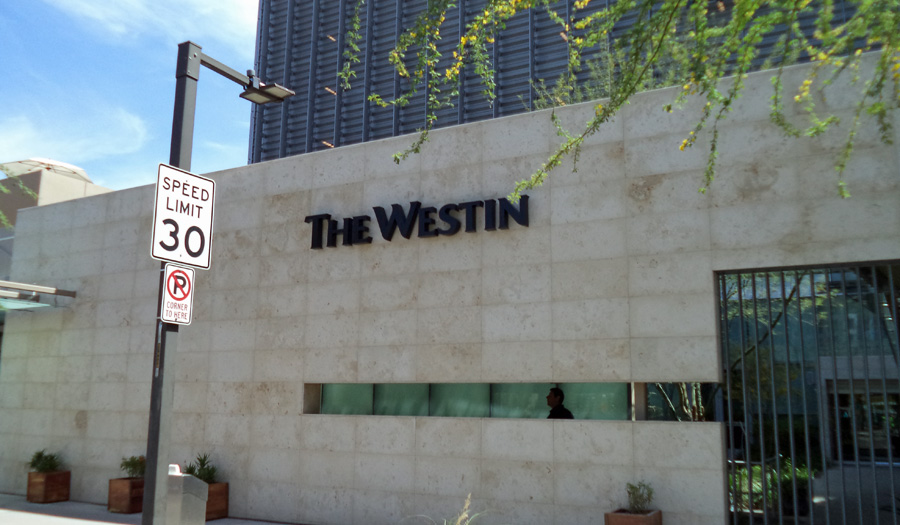 THE WESTIN
SPEED
LIMIT
30
P
CORNER
TO HERE